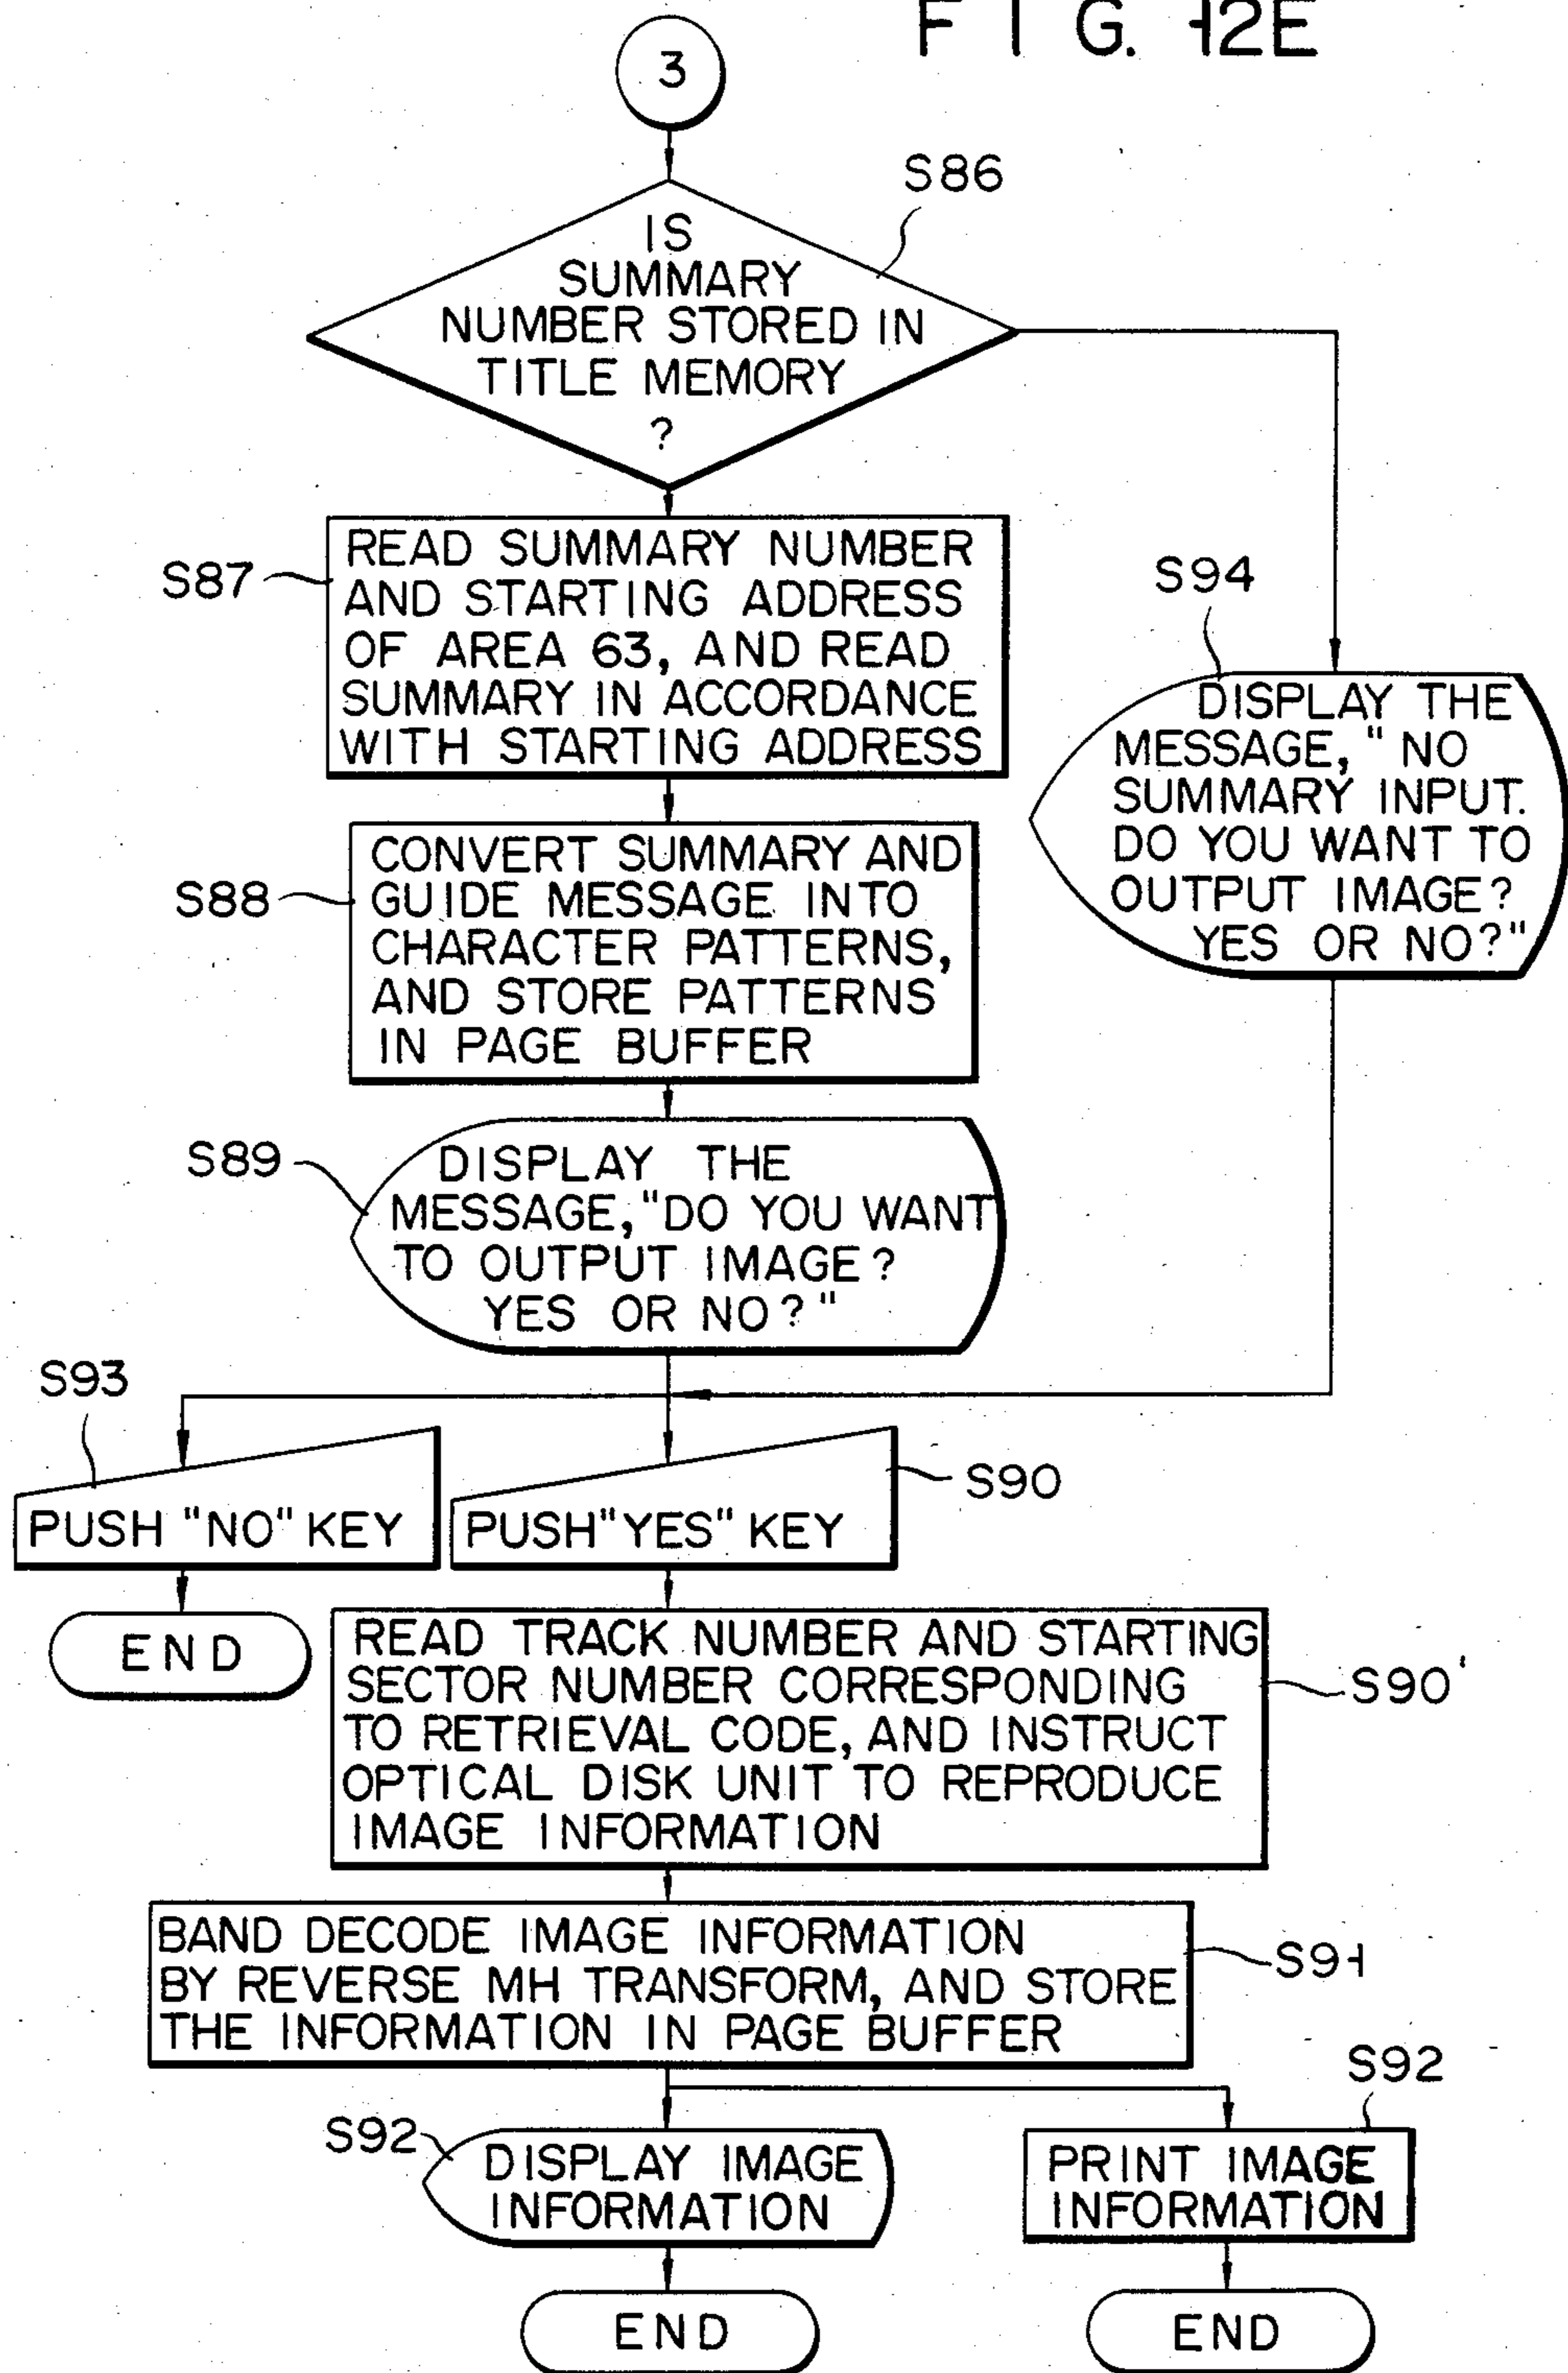 FIG. 12E
3
S86
IS
SUMMARY
NUMBER STORED IN
TITLE MEMORY
?
S87
READ SUMMARY NUMBER
AND STARTING ADDRESS
OF AREA 63, AND READ
SUMMARY IN ACCORDANCE
WITH STARTING ADDRESS
S94
DISPLAY THE
MESSAGE, "NO
SUMMARY INPUT.
DO YOU WANT TO
OUTPUT IMAGE?
YES OR NO?"
S88
CONVERT SUMMARY AND
GUIDE MESSAGE INTO
CHARACTER PATTERNS,
AND STORE PATTERNS
IN PAGE BUFFER
S89
DISPLAY THE
MESSAGE, "DO YOU WANT
TO OUTPUT IMAGE?
YES OR NO?"
S93
PUSH "NO" KEY
END
S90
PUSH "YES" KEY
READ TRACK NUMBER AND STARTING
SECTOR NUMBER CORRESPONDING
TO RETRIEVAL CODE, AND INSTRUCT
OPTICAL DISK UNIT TO REPRODUCE
IMAGE INFORMATION
S90'
BAND DECODE IMAGE INFORMATION
BY REVERSE MH TRANSFORM, AND STORE
THE INFORMATION IN PAGE BUFFER
S91
S92
DISPLAY IMAGE
INFORMATION
END
S92
PRINT IMAGE
INFORMATION
END